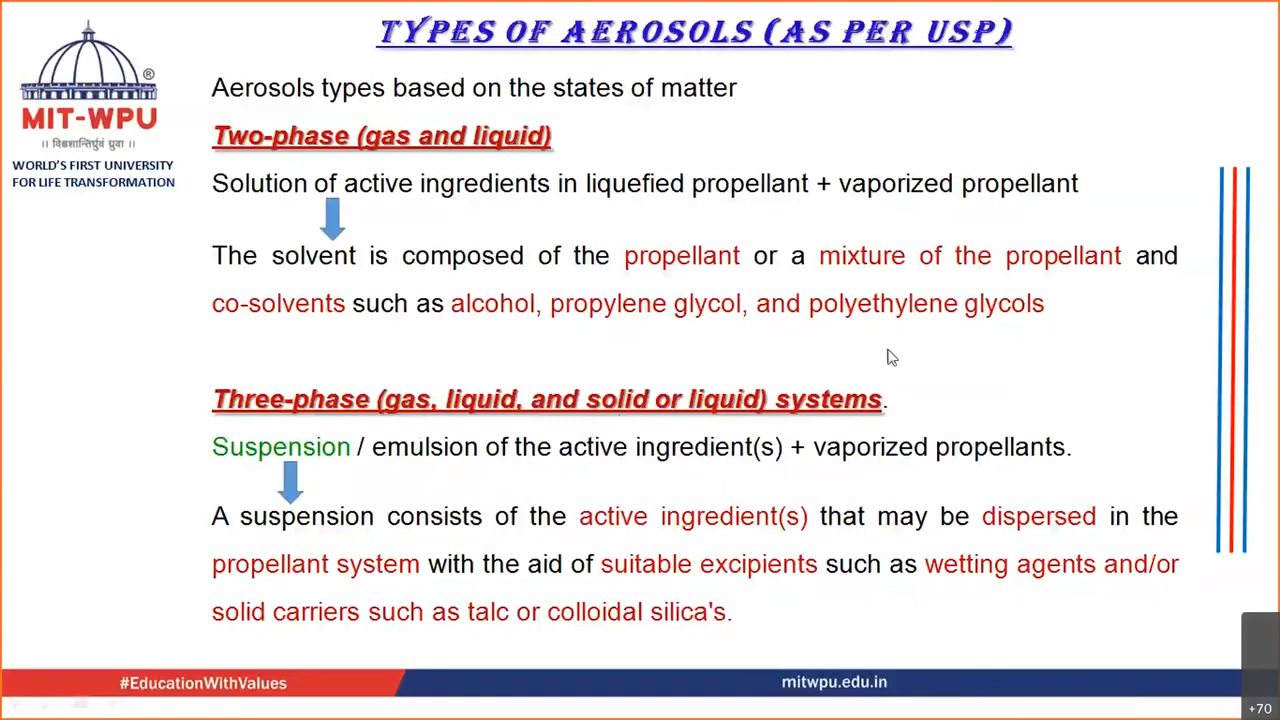 TYPES OF AEROSOLS (AS PER USP)
®
MIT-WPU
|| विश्वशान्तिर्ध्रुवं ध्रुवा ||
WORLD'S FIRST UNIVERSITY
FOR LIFE TRANSFORMATION
Aerosols types based on the states of matter
Two-phase (gas and liquid)
Solution of active ingredients in liquefied propellant + vaporized propellant
The solvent is composed of the propellant or a mixture of the propellant and
co-solvents such as alcohol, propylene glycol, and polyethylene glycols
Three-phase (gas, liquid, and solid or liquid) systems.
Suspension / emulsion of the active ingredient(s) + vaporized propellants.
A suspension consists of the active ingredient(s) that may be dispersed in the
propellant system with the aid of suitable excipients such as wetting agents and/or
solid carriers such as talc or colloidal silica's.
#EducationWithValues
mitwpu.edu.in
+70